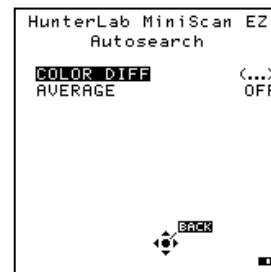 HunterLab MiniScan EZ
Autosearch
COLOR DIFF (...)
AVERAGE OFF
BACK